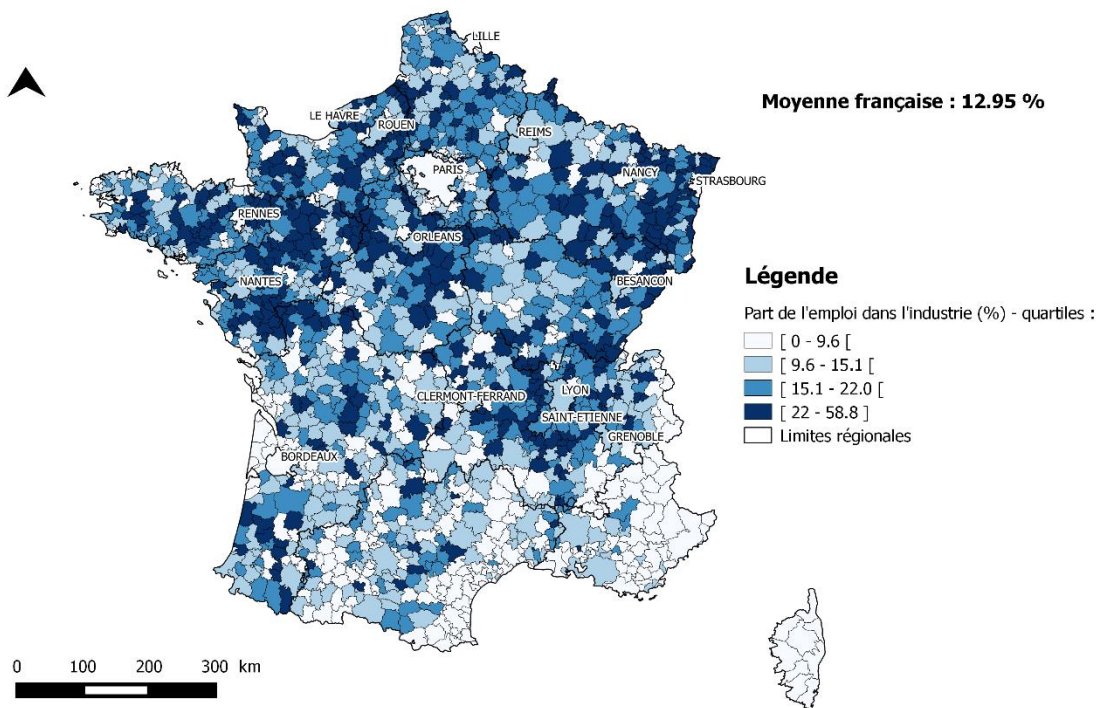 LILLE
Moyenne française : 12.95 %
LE HAVRE
ROUEN
REIMS
PARIS
NANCY
STRASBOURG
RENNES
ORLEANS
NANTES
BESANCON
Légende
Part de l'emploi dans l'industrie (%) - quartiles :
[ 0 - 9.6 [
[ 9.6 - 15.1 [
[ 15.1 - 22.0 [
[ 22 - 58.8 ]
Limites régionales
CLERMONT-FERRAND
LYON
SAINT-ETIENNE
GRENOBLE
BORDEAUX
0 100 200 300 km